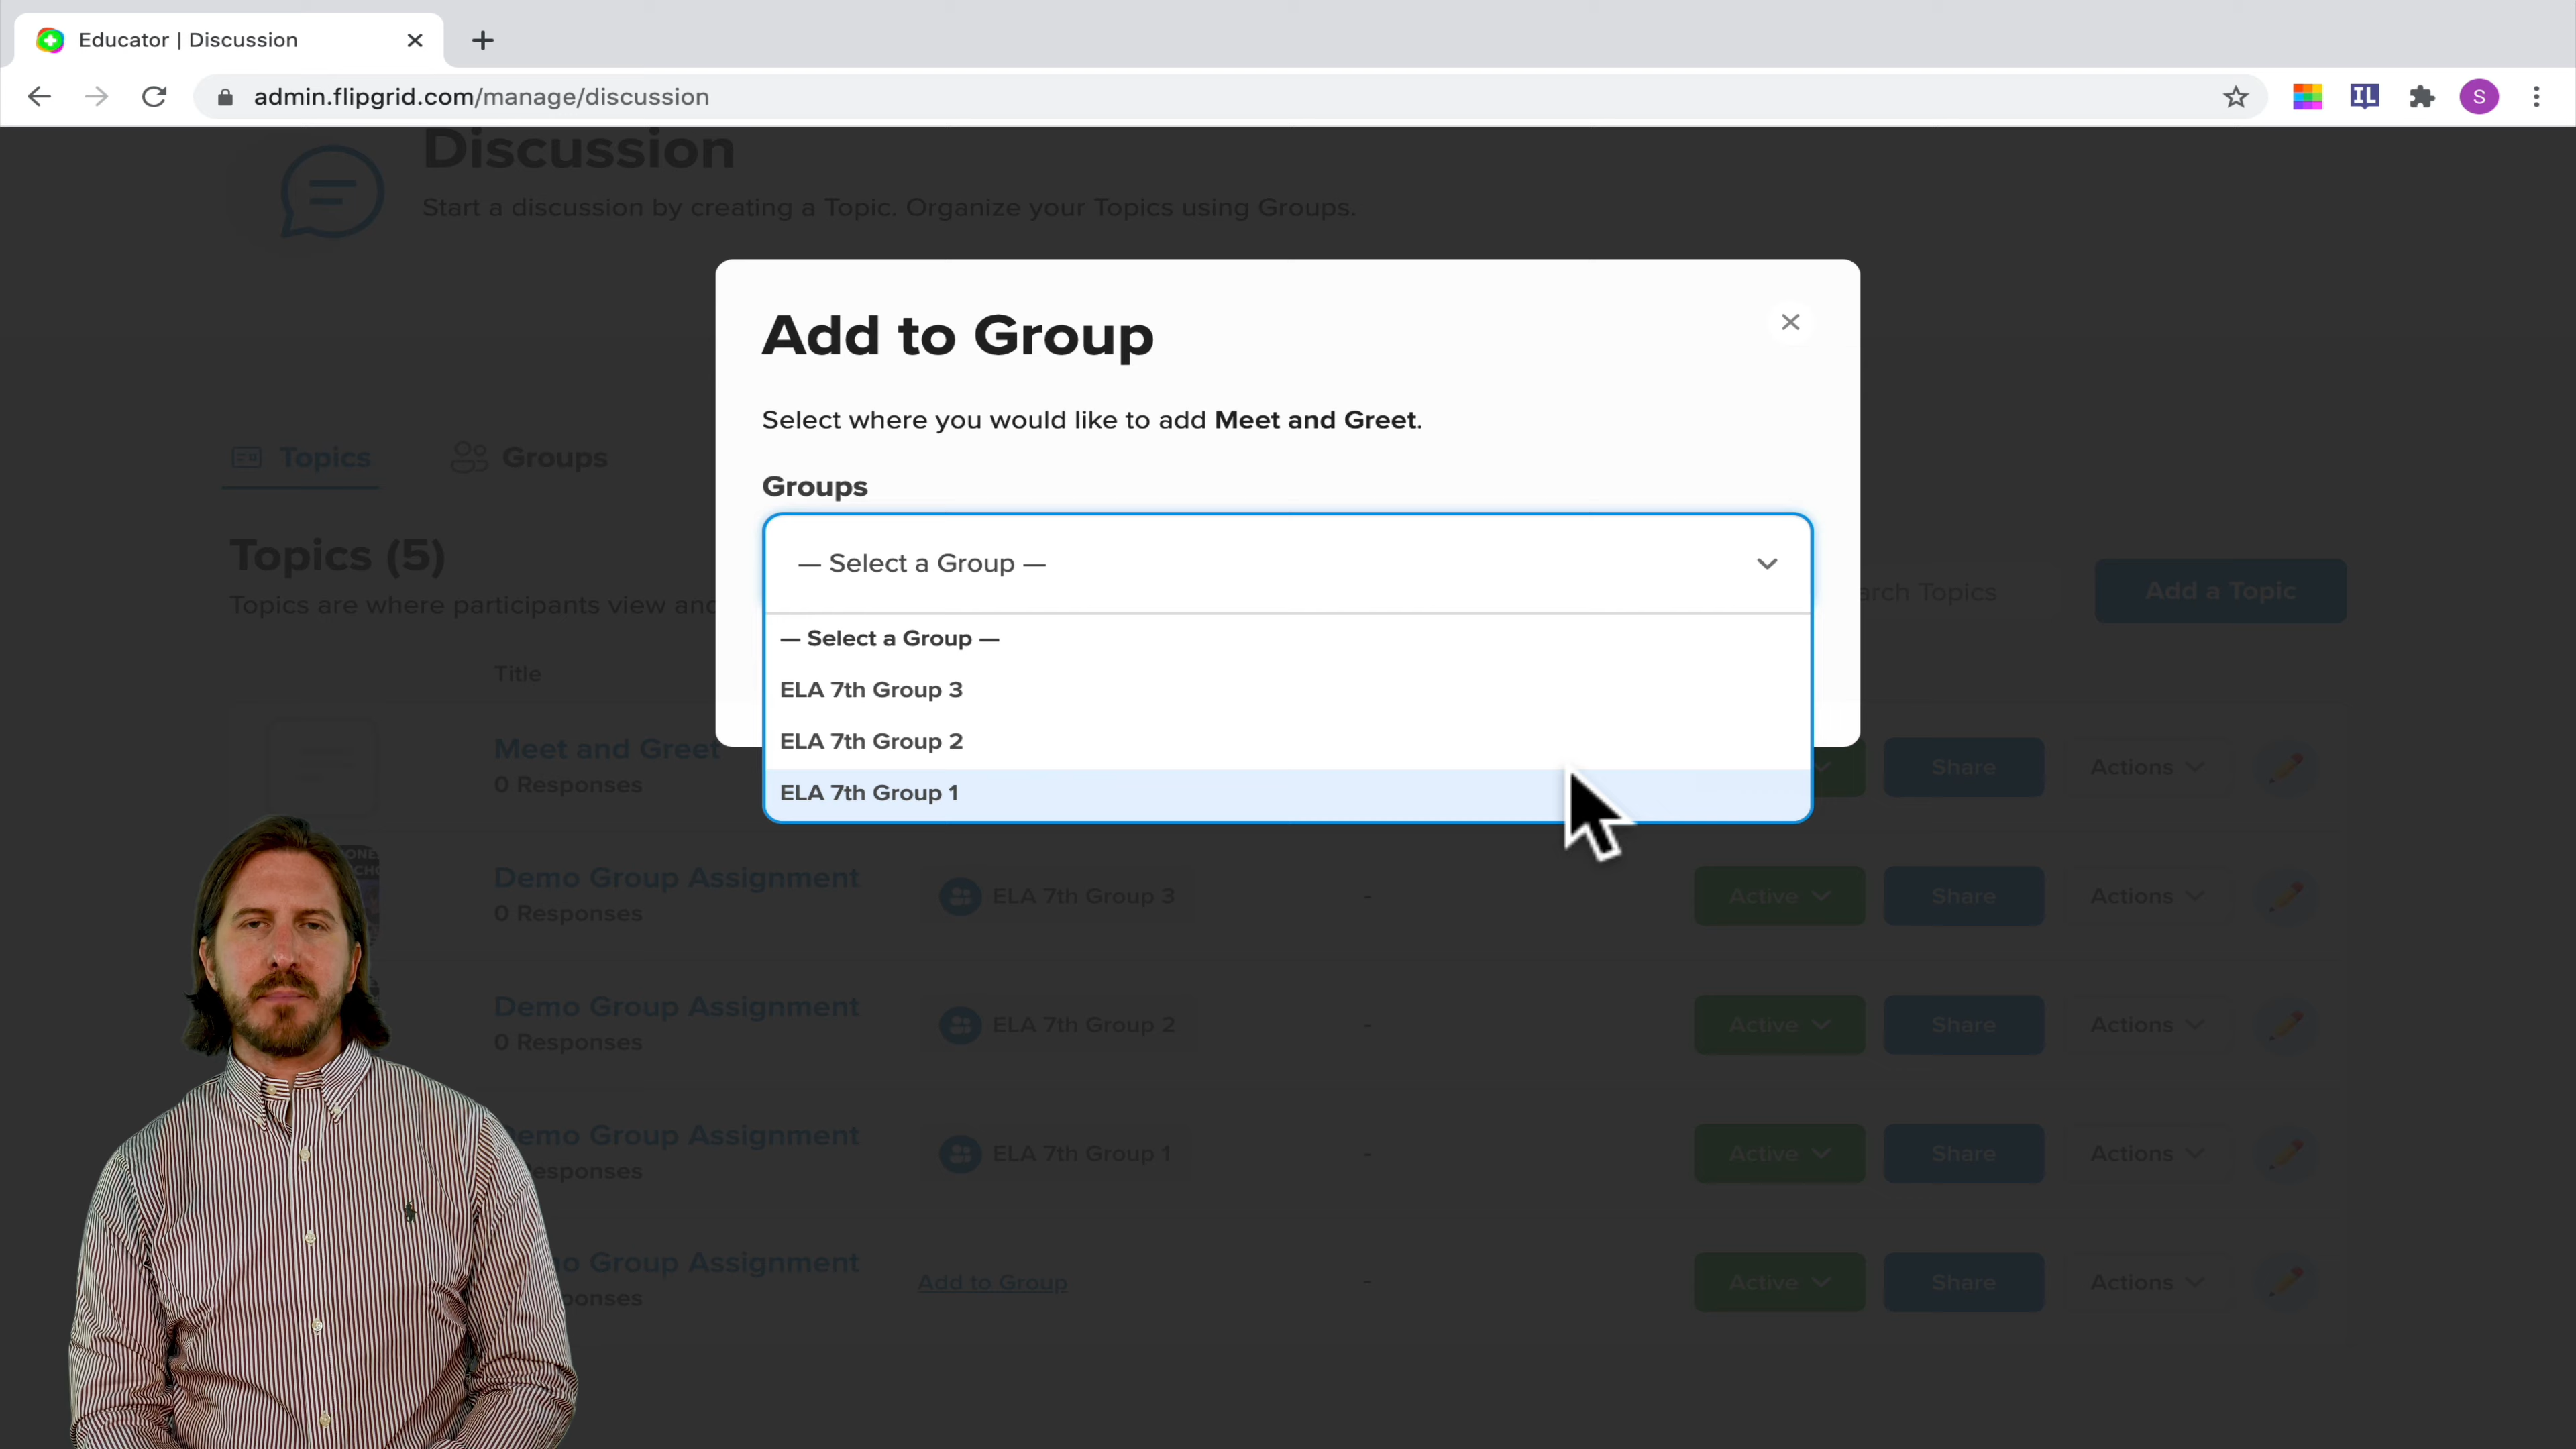 Educator | Discussion
admin.flipgrid.com/manage/discussion
IL
S
Discussion
Start a discussion by creating a Topic. Organize your Topics using Groups.
Add to Group
Select where you would like to add Meet and Greet.
Topics
Groups
Groups
— Select a Group —
Topics (5)
Topics are where participants view and
arch Topics
Add a Topic
— Select a Group —
ELA 7th Group 3
ELA 7th Group 2
ELA 7th Group 1
Title
Meet and Greet
0 Responses
Share
Actions
Demo Group Assignment
0 Responses
ELA 7th Group 3
-
Active
Share
Actions
Demo Group Assignment
0 Responses
ELA 7th Group 2
-
Active
Share
Actions
emo Group Assignment
esponses
ELA 7th Group 1
-
Active
Share
Actions
o Group Assignment
ponses
Add to Group
-
Active
Share
Actions